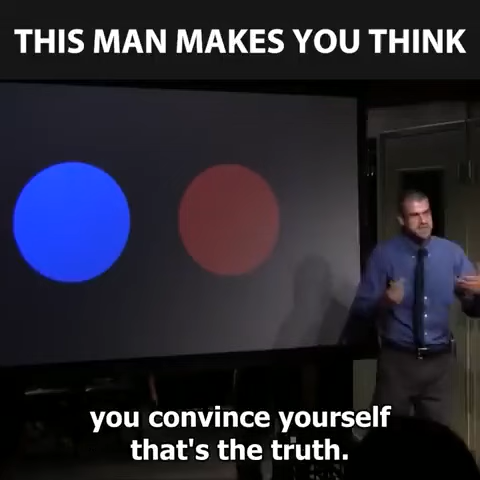 THIS MAN MAKES YOU THINK
you convince yourself
that's the truth.